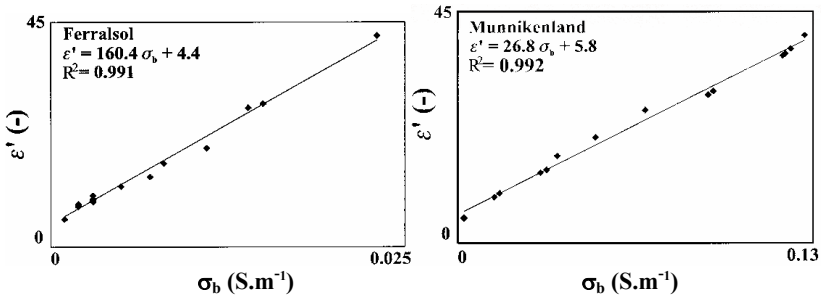 45
Ferralsol
ε' = 160.4 σb + 4.4
R²= 0.991
ε' (-)
0
0
0.025
σb (S.m⁻¹)
45
Munnikenland
ε' = 26.8 σb + 5.8
R²= 0.992
ε' (-)
0
0
0.13
σb (S.m⁻¹)